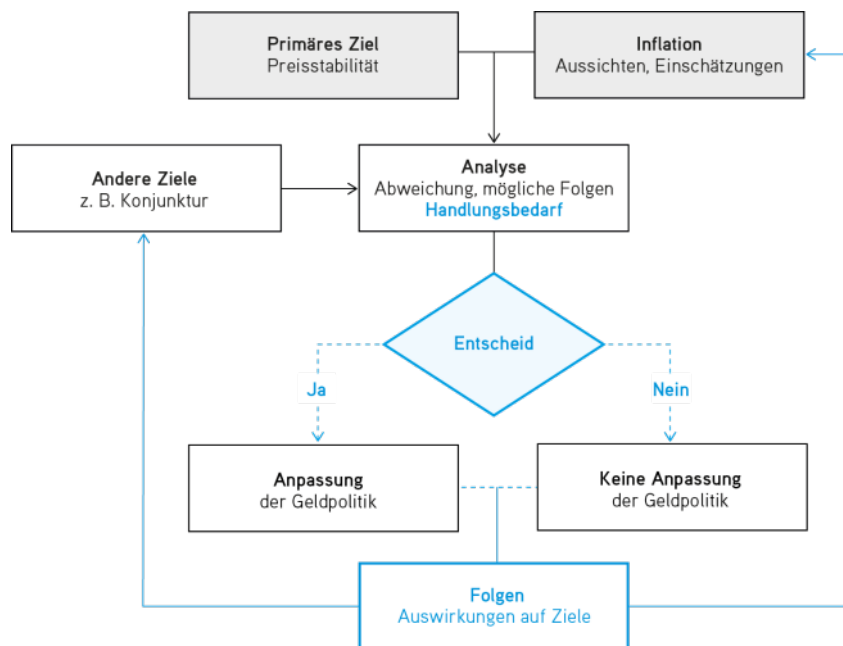 Primäres Ziel
Preisstabilität
Inflation
Aussichten, Einschätzungen
Andere Ziele
z. B. Konjunktur
Analyse
Abweichung, mögliche Folgen
Handlungsbedarf
Entscheid
Ja
Nein
Anpassung
der Geldpolitik
Keine Anpassung
der Geldpolitik
Folgen
Auswirkungen auf Ziele